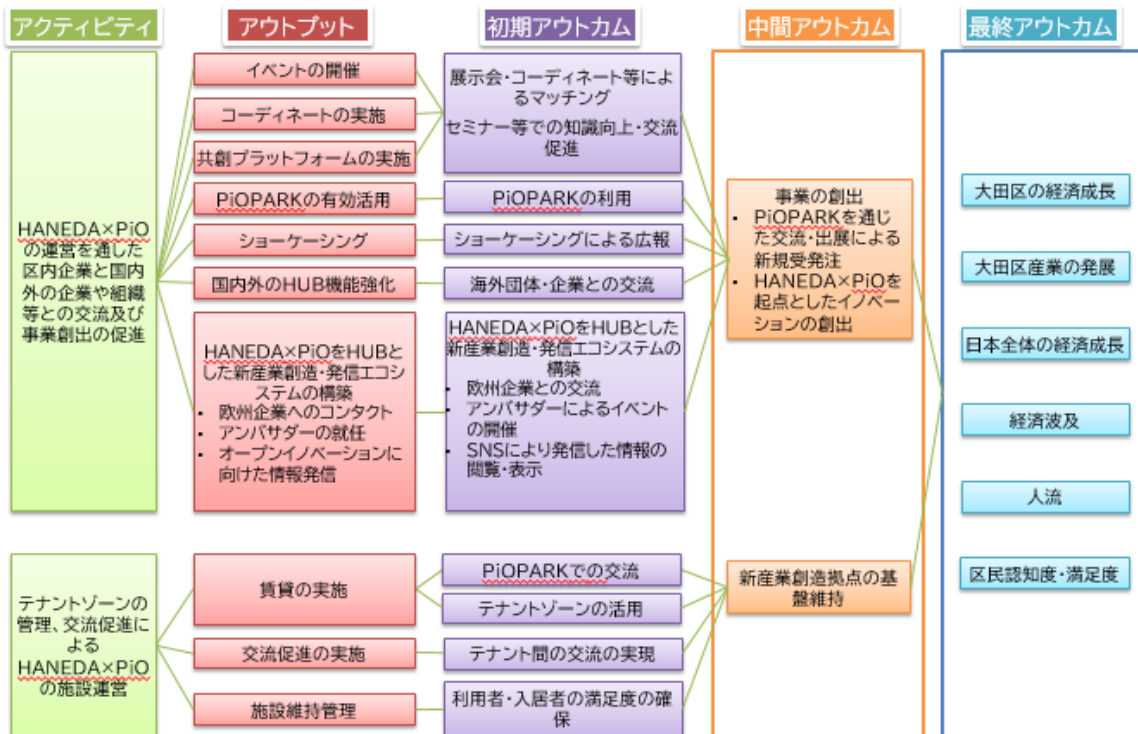 アクティビティ
アウトプット
初期アウトカム
中間アウトカム
最終アウトカム
HANEDA×PiO
の運営を通した
区内企業と国内
外の企業や組織
等との交流及び
事業創出の促進
イベントの開催
コーディネートの実施
共創プラットフォームの実施
PiOPARKの有効活用
ショーケーシング
国内外のHUB機能強化
HANEDA×PiOをHUBと
した新産業創造・発信エコシ
ステムの構築
• 欧州企業へのコンタクト
• アンバサダーの就任
• オープンイノベーションに
向けた情報発信
展示会・コーディネート等によ
るマッチング
セミナー等での知識向上・交流
促進
PiOPARKの利用
ショーケーシングによる広報
海外団体・企業との交流
HANEDA×PiOをHUBとした
新産業創造・発信エコシステムの
構築
• 欧州企業との交流
• アンバサダーによるイベント
の開催
• SNSにより発信した情報の
閲覧・表示
事業の創出
• PiOPARKを通じ
た交流・出展による
新規受発注
• HANEDA×PiOを
起点としたイノベー
ションの創出
大田区の経済成長
大田区産業の発展
日本全体の経済成長
経済波及
人流
区民認知度・満足度
テナントゾーンの
管理、交流促進に
よる
HANEDA×PiO
の施設運営
賃貸の実施
交流促進の実施
施設維持管理
PiOPARKでの交流
テナントゾーンの活用
テナント間の交流の実現
利用者・入居者の満足度の確
保
新産業創造拠点の基
盤維持